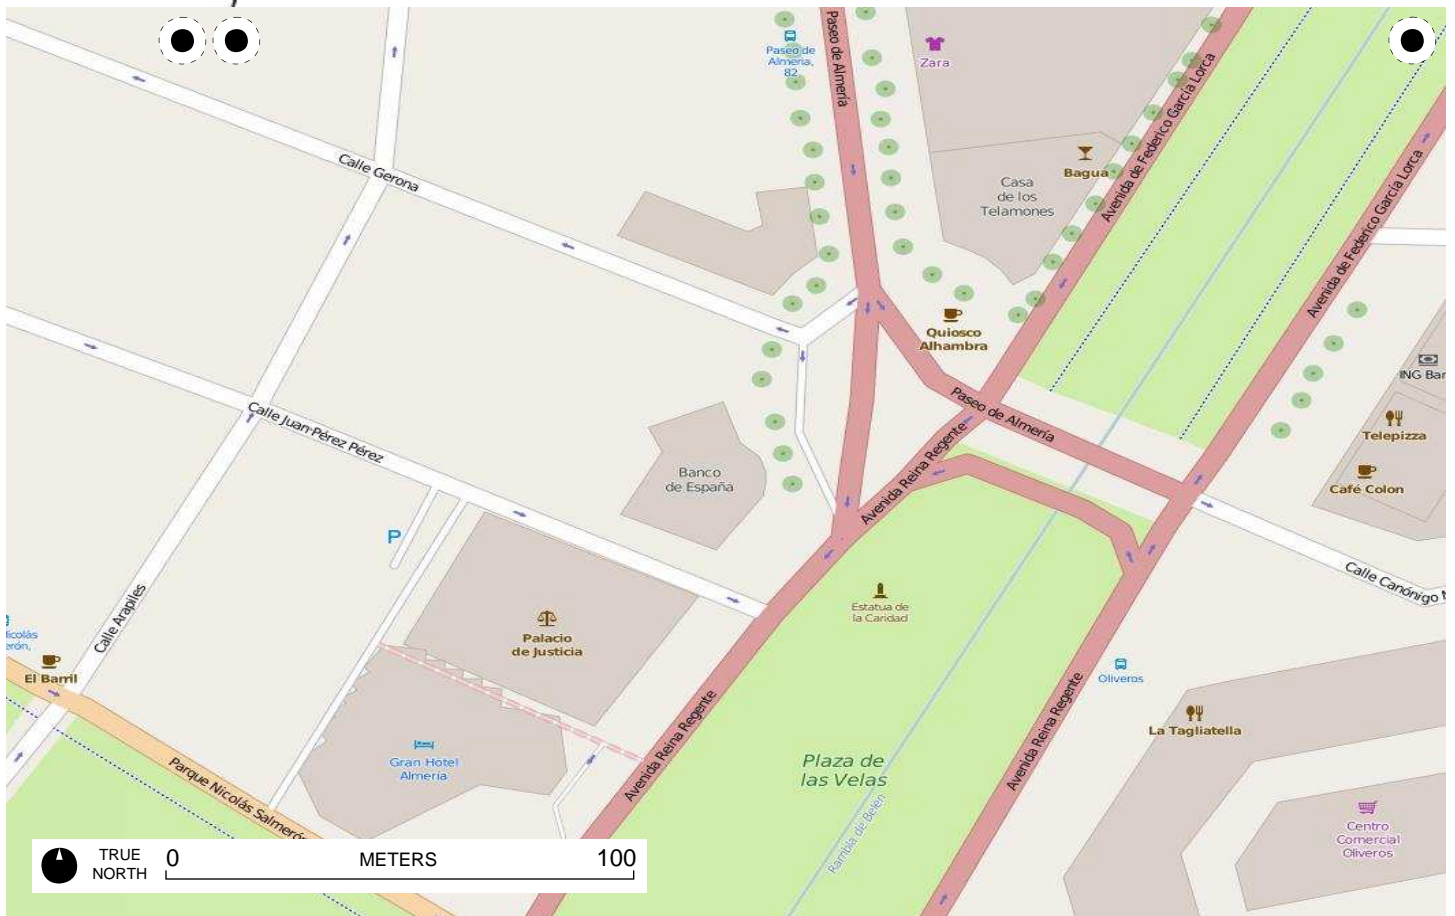 Paseo de
Almería,
82
Paseo de Almería
Zara
Avenida de Federico García Lorca
Bagua
Casa
de los
Telamones
Calle Gerona
Avenida de Federico García Lorca
Quiosco
Alhambra
Paseo de Almería
ING Bar
Telepizza
Café Colon
Calle Juan Pérez Pérez
Banco
de España
Avenida Reina Regente
P
Calle Canónigo
Calle Arapiles
Estatua de
la Caridad
Palacio
de Justicia
El Barril
Oliveros
La Tagliatella
Avenida Reina Regente
Avenida Reina Regente
Gran Hotel
Almería
Plaza de
las Velas
Parque Nicolás Salmerón
Rambla de Belén
Centro
Comercial
Oliveros
TRUE
NORTH
0 METERS 100